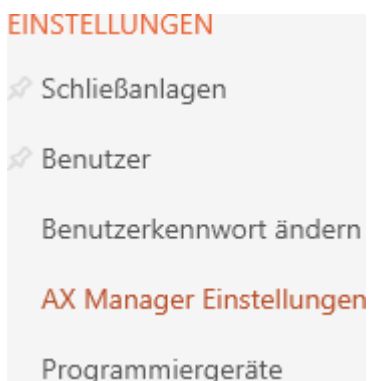 EINSTELLUNGEN
Schließanlagen
Benutzer
Benutzerkennwort ändern
AX Manager Einstellungen
Programmiergeräte